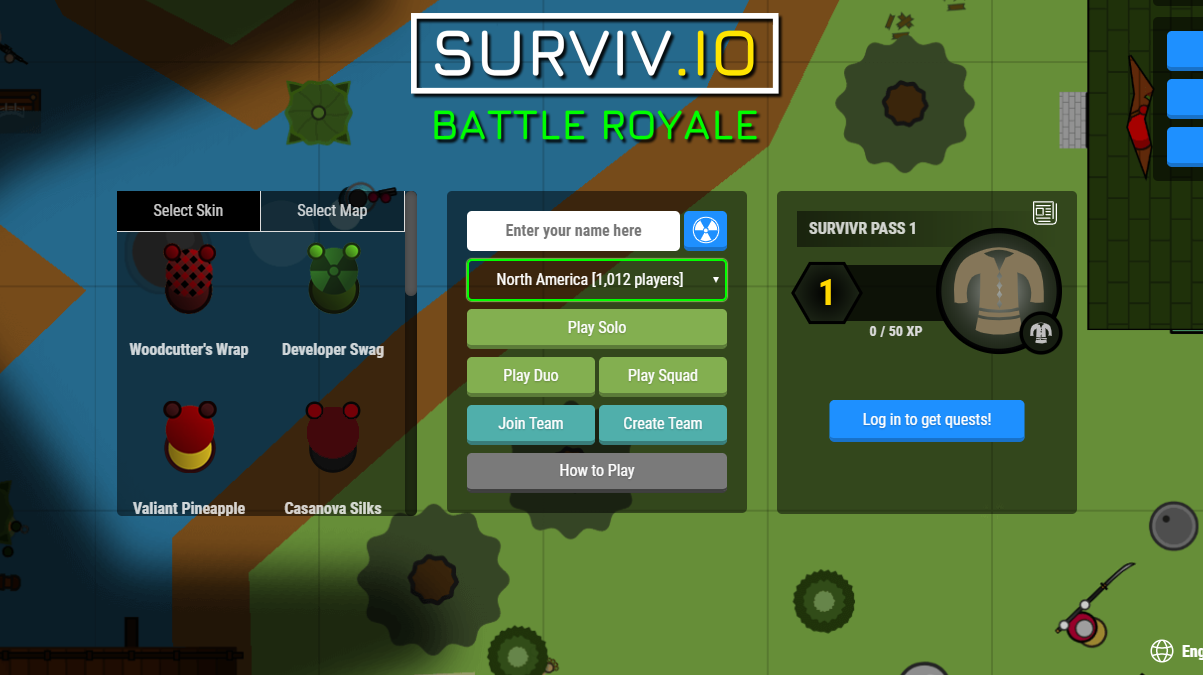 SURVIV.IO
BATTLE ROYALE
Select Skin
Select Map
Woodcutter's Wrap
Developer Swag
Valiant Pineapple
Casanova Silks
Enter your name here
North America [1,012 players]
Play Solo
Play Duo
Play Squad
Join Team
Create Team
How to Play
SURVIVR PASS 1
1
0 / 50 XP
Log in to get quests!
Eng